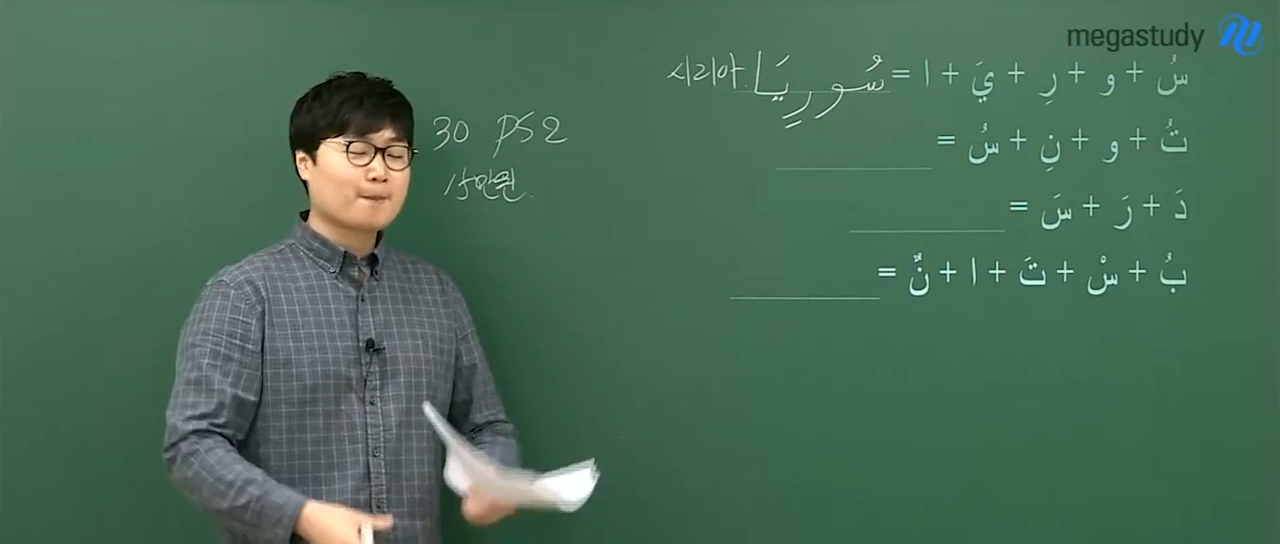 megastudy
سُ + و + رِ + يَ + ا = سُورِيَا 시리아
تُ + و + نِ + سُ =
دَ + رَ + سَ =
بُ + سْ + تَ + ا + نٌ =
30 PS2
15만원